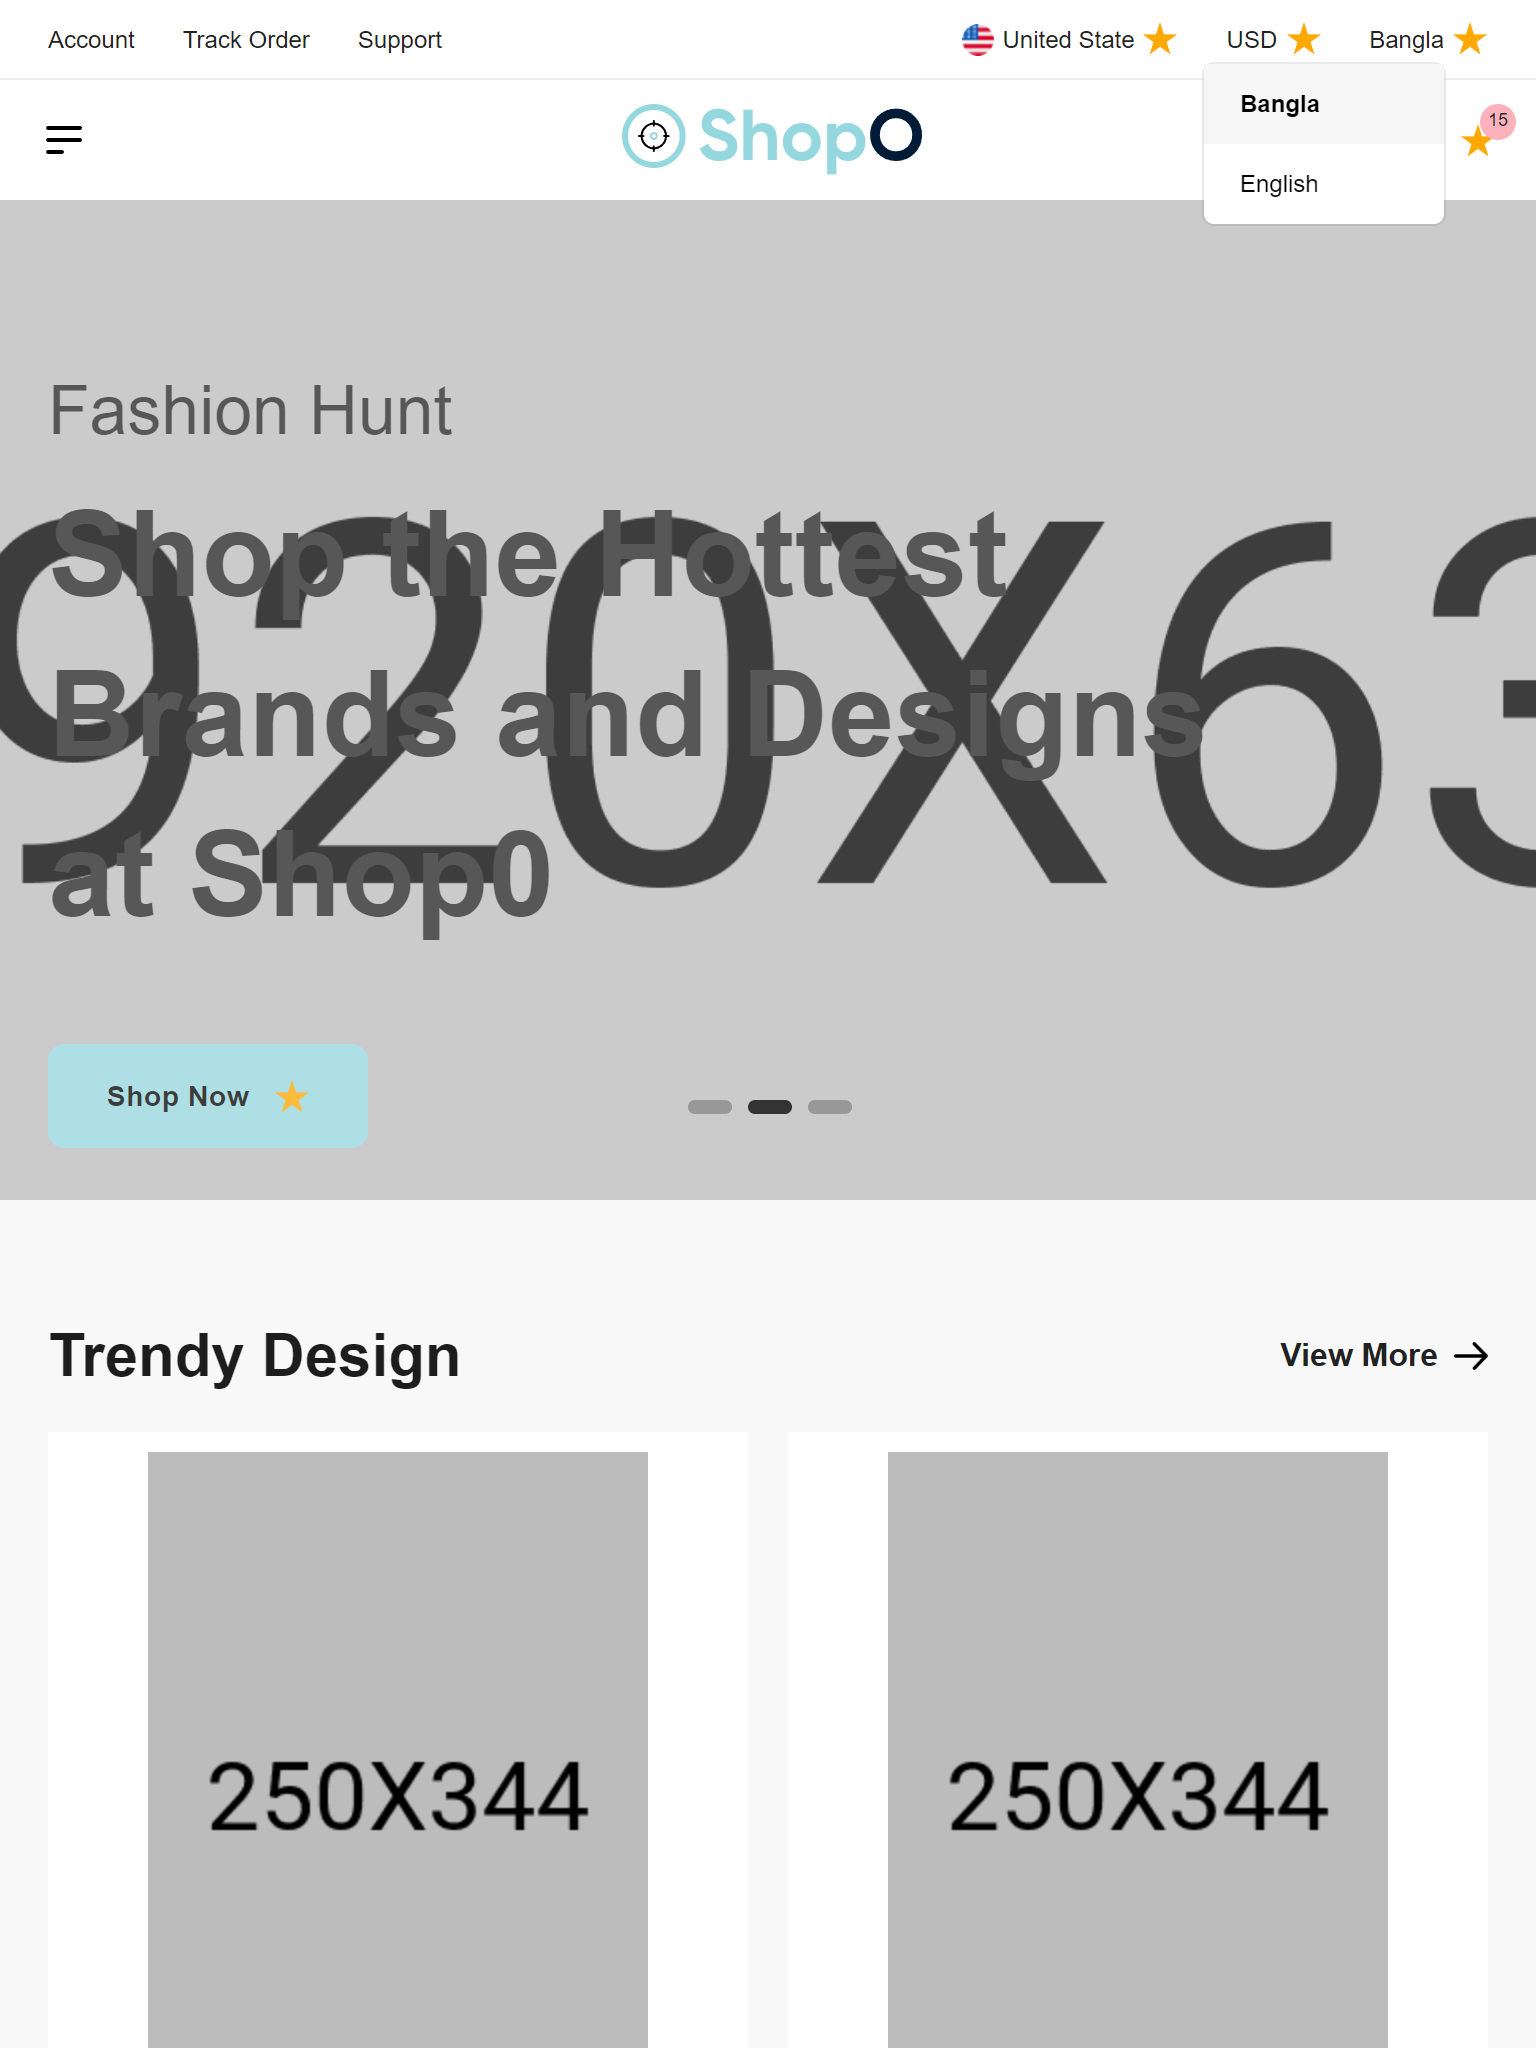 Account Track Order Support United State USD Bangla
Bangla
English
ShopO
15
Fashion Hunt
920X63
Shop the Hottest
Brands and Designs
at Shop0
Shop Now
Trendy Design
View More
250X344 250X344